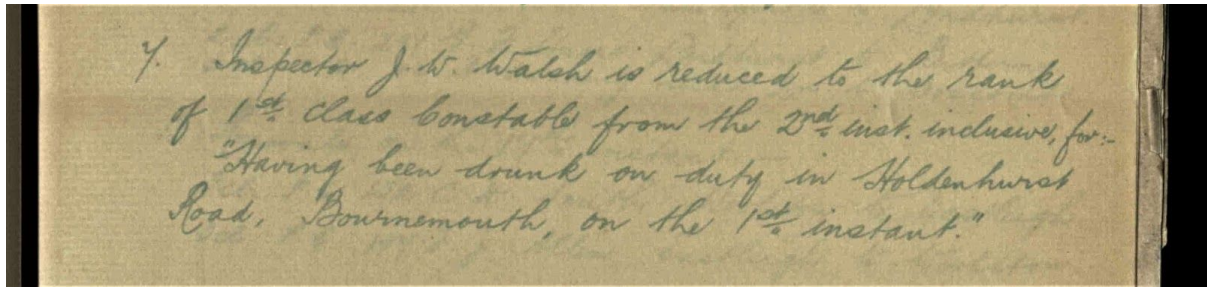 7. Inspector J. W. Walsh is reduced to the rank
of 1st. Class Constable from the 2nd. inst. inclusive, for:-
"Having been drunk on duty in Holdenhurst
Road, Bournemouth, on the 1st. instant."